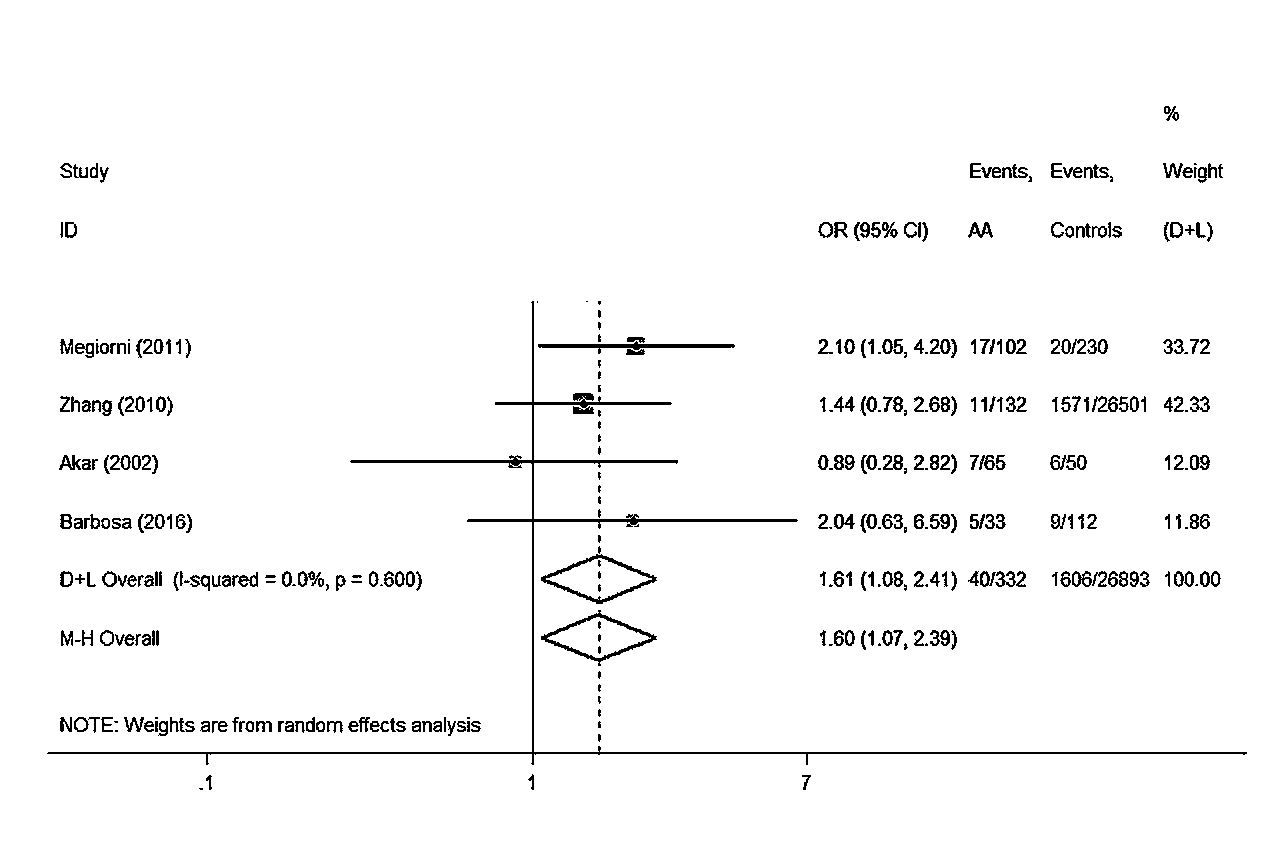 %
Study Events, Events, Weight
ID OR (95% CI) AA Controls (D+L)
Megiorni (2011) 2.10 (1.05, 4.20) 17/102 20/230 33.72
Zhang (2010) 1.44 (0.78, 2.68) 11/132 1571/26501 42.33
Akar (2002) 0.89 (0.28, 2.82) 7/65 6/50 12.09
Barbosa (2016) 2.04 (0.63, 6.59) 5/33 9/112 11.86
D+L Overall (I-squared = 0.0%, p = 0.600) 1.61 (1.08, 2.41) 40/332 1606/26893 100.00
M-H Overall 1.60 (1.07, 2.39)
NOTE: Weights are from random effects analysis
.1 1 7